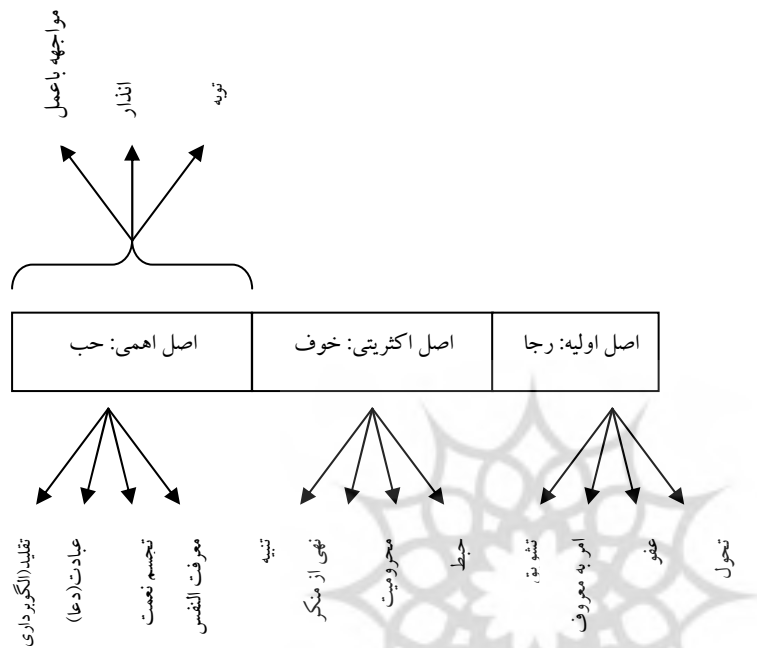 توبه
انذار
مواجهه با عمل
اصل اولیه: رجا
اصل اکثریتی: خوف
اصل اهمی: حب
تحول
عفو
امر به معروف
تشویق
حبط
محرومیت
نهی از منکر
تنبیه
معرفت النفس
تجسم نعمت
عبادت(دعا)
تقلید(الگوبرداری